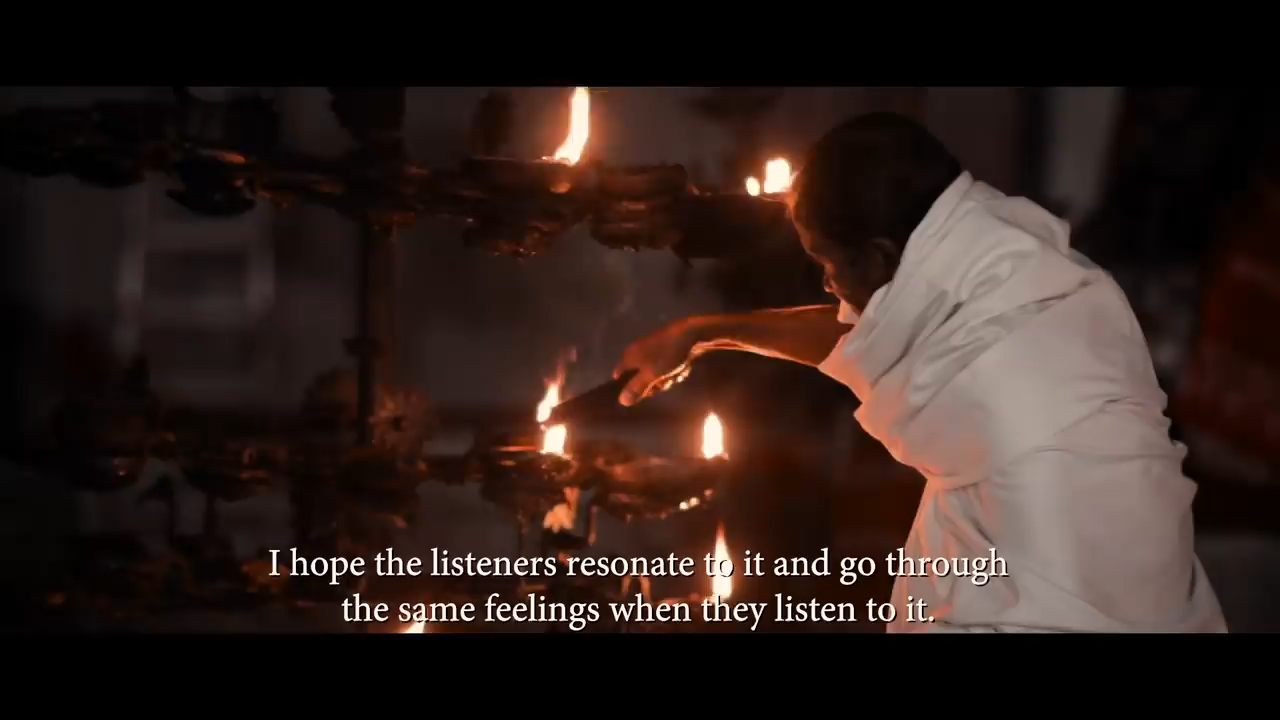 I hope the listeners resonate to it and go through
the same feelings when they listen to it.